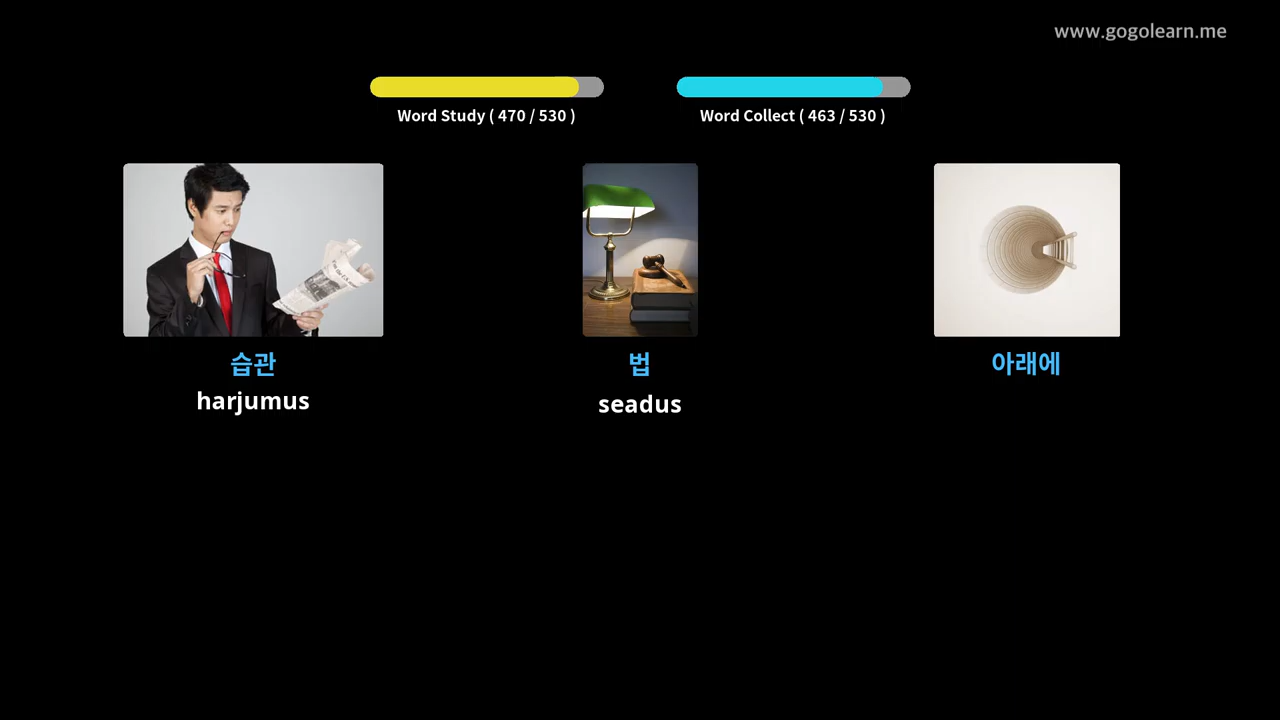 www.gogolearn.me
Word Study ( 470 / 530 )
Word Collect ( 463 / 530 )
습관
법
아래에
harjumus
seadus